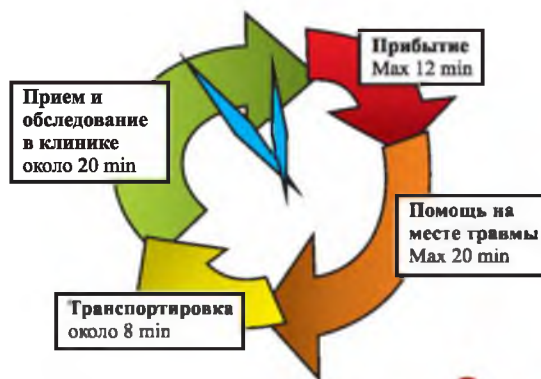 Прибытие
Max 12 min
Помощь на
месте травмы
Max 20 min
Транспортировка
около 8 min
Прием и
обследование
в клинике
около 20 min